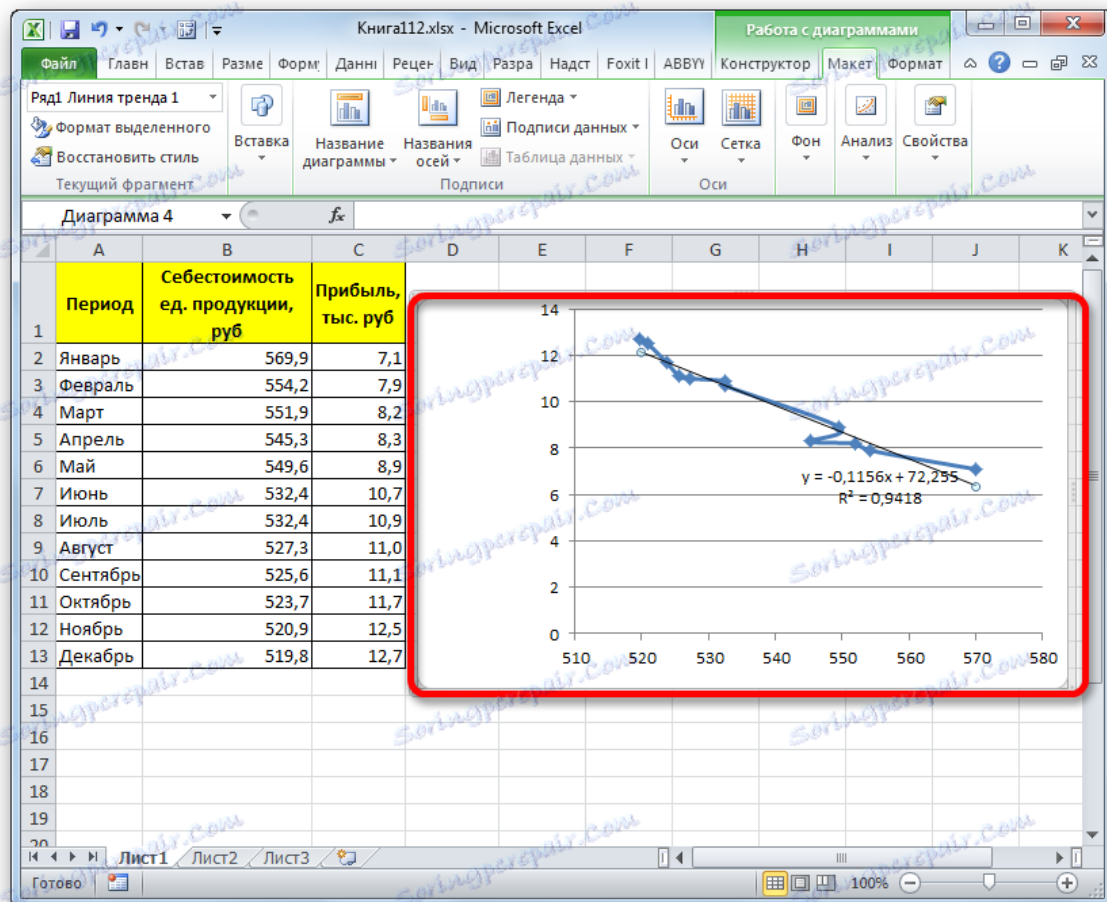 Книга112.xlsx - Microsoft Excel
Работа с диаграммами
Файл Главн Встав Разме Форм Данні Рецен Вид Разра Надст Foxit I ABBYY Конструктор Макет Формат
Ряд1 Линия тренда 1
Формат выделенного
Восстановить стиль
Текущий фрагмент
Вставка
Название диаграммы
Названия осей
Легенда
Подписи данных
Таблица данных
Подписи
Оси
Сетка
Оси
Фон
Анализ
Свойства
Диаграмма 4 fx
A B C D E F G H I J K
1 Период Себестоимость ед. продукции, руб Прибыль, тыс. руб
2 Январь 569,9 7,1
3 Февраль 554,2 7,9
4 Март 551,9 8,2
5 Апрель 545,3 8,3
6 Май 549,6 8,9
7 Июнь 532,4 10,7
8 Июль 532,4 10,9
9 Август 527,3 11,0
10 Сентябрь 525,6 11,1
11 Октябрь 523,7 11,7
12 Ноябрь 520,9 12,5
13 Декабрь 519,8 12,7
14
15
16
17
18
19
20
14
12
10
8
6
4
2
0
510 520 530 540 550 560 570 580
y = -0,1156x + 72,255
R² = 0,9418
Лист1 Лист2 Лист3
Готово 100%
Soringpcrepair.Com